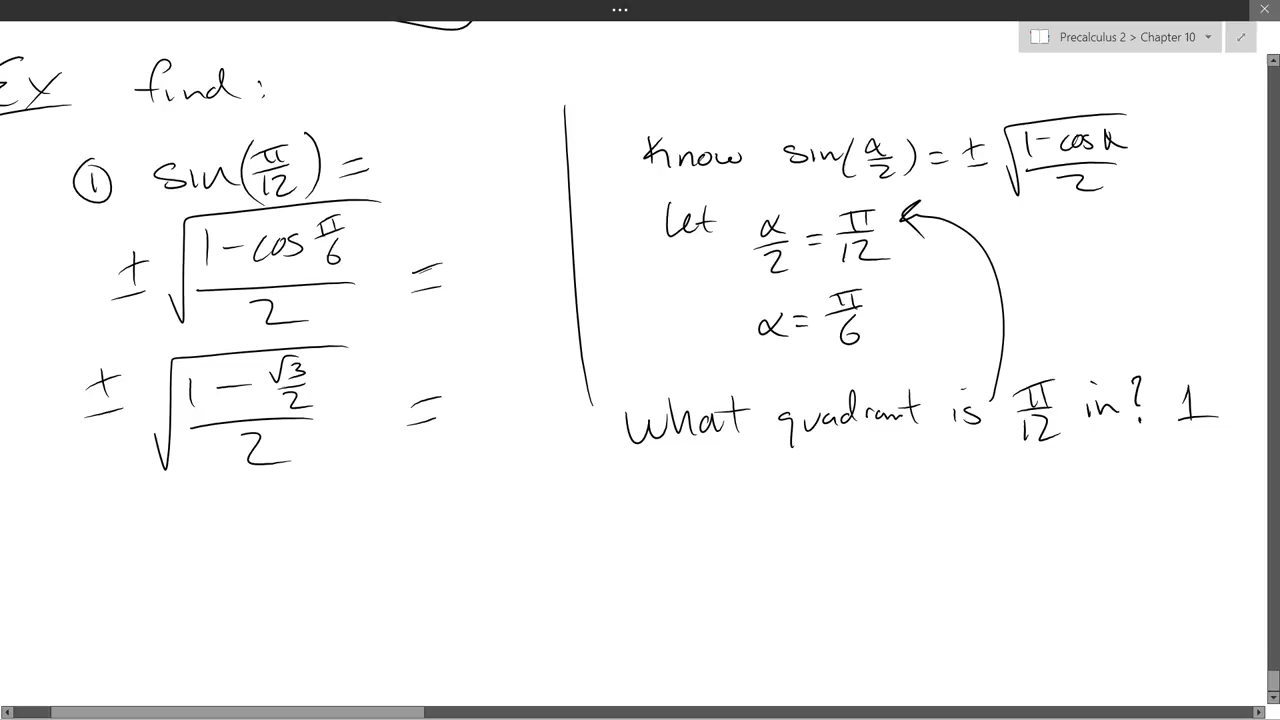 ...
Precalculus 2 > Chapter 10
Ex find:
① sin(π/12) =
± √((1 - cos π/6)/2) =
± √((1 - √3/2)/2) =
Know sin(α/2) = ± √((1 - cos α)/2)
Let α/2 = π/12
α = π/6
What quadrant is π/12 in? 1